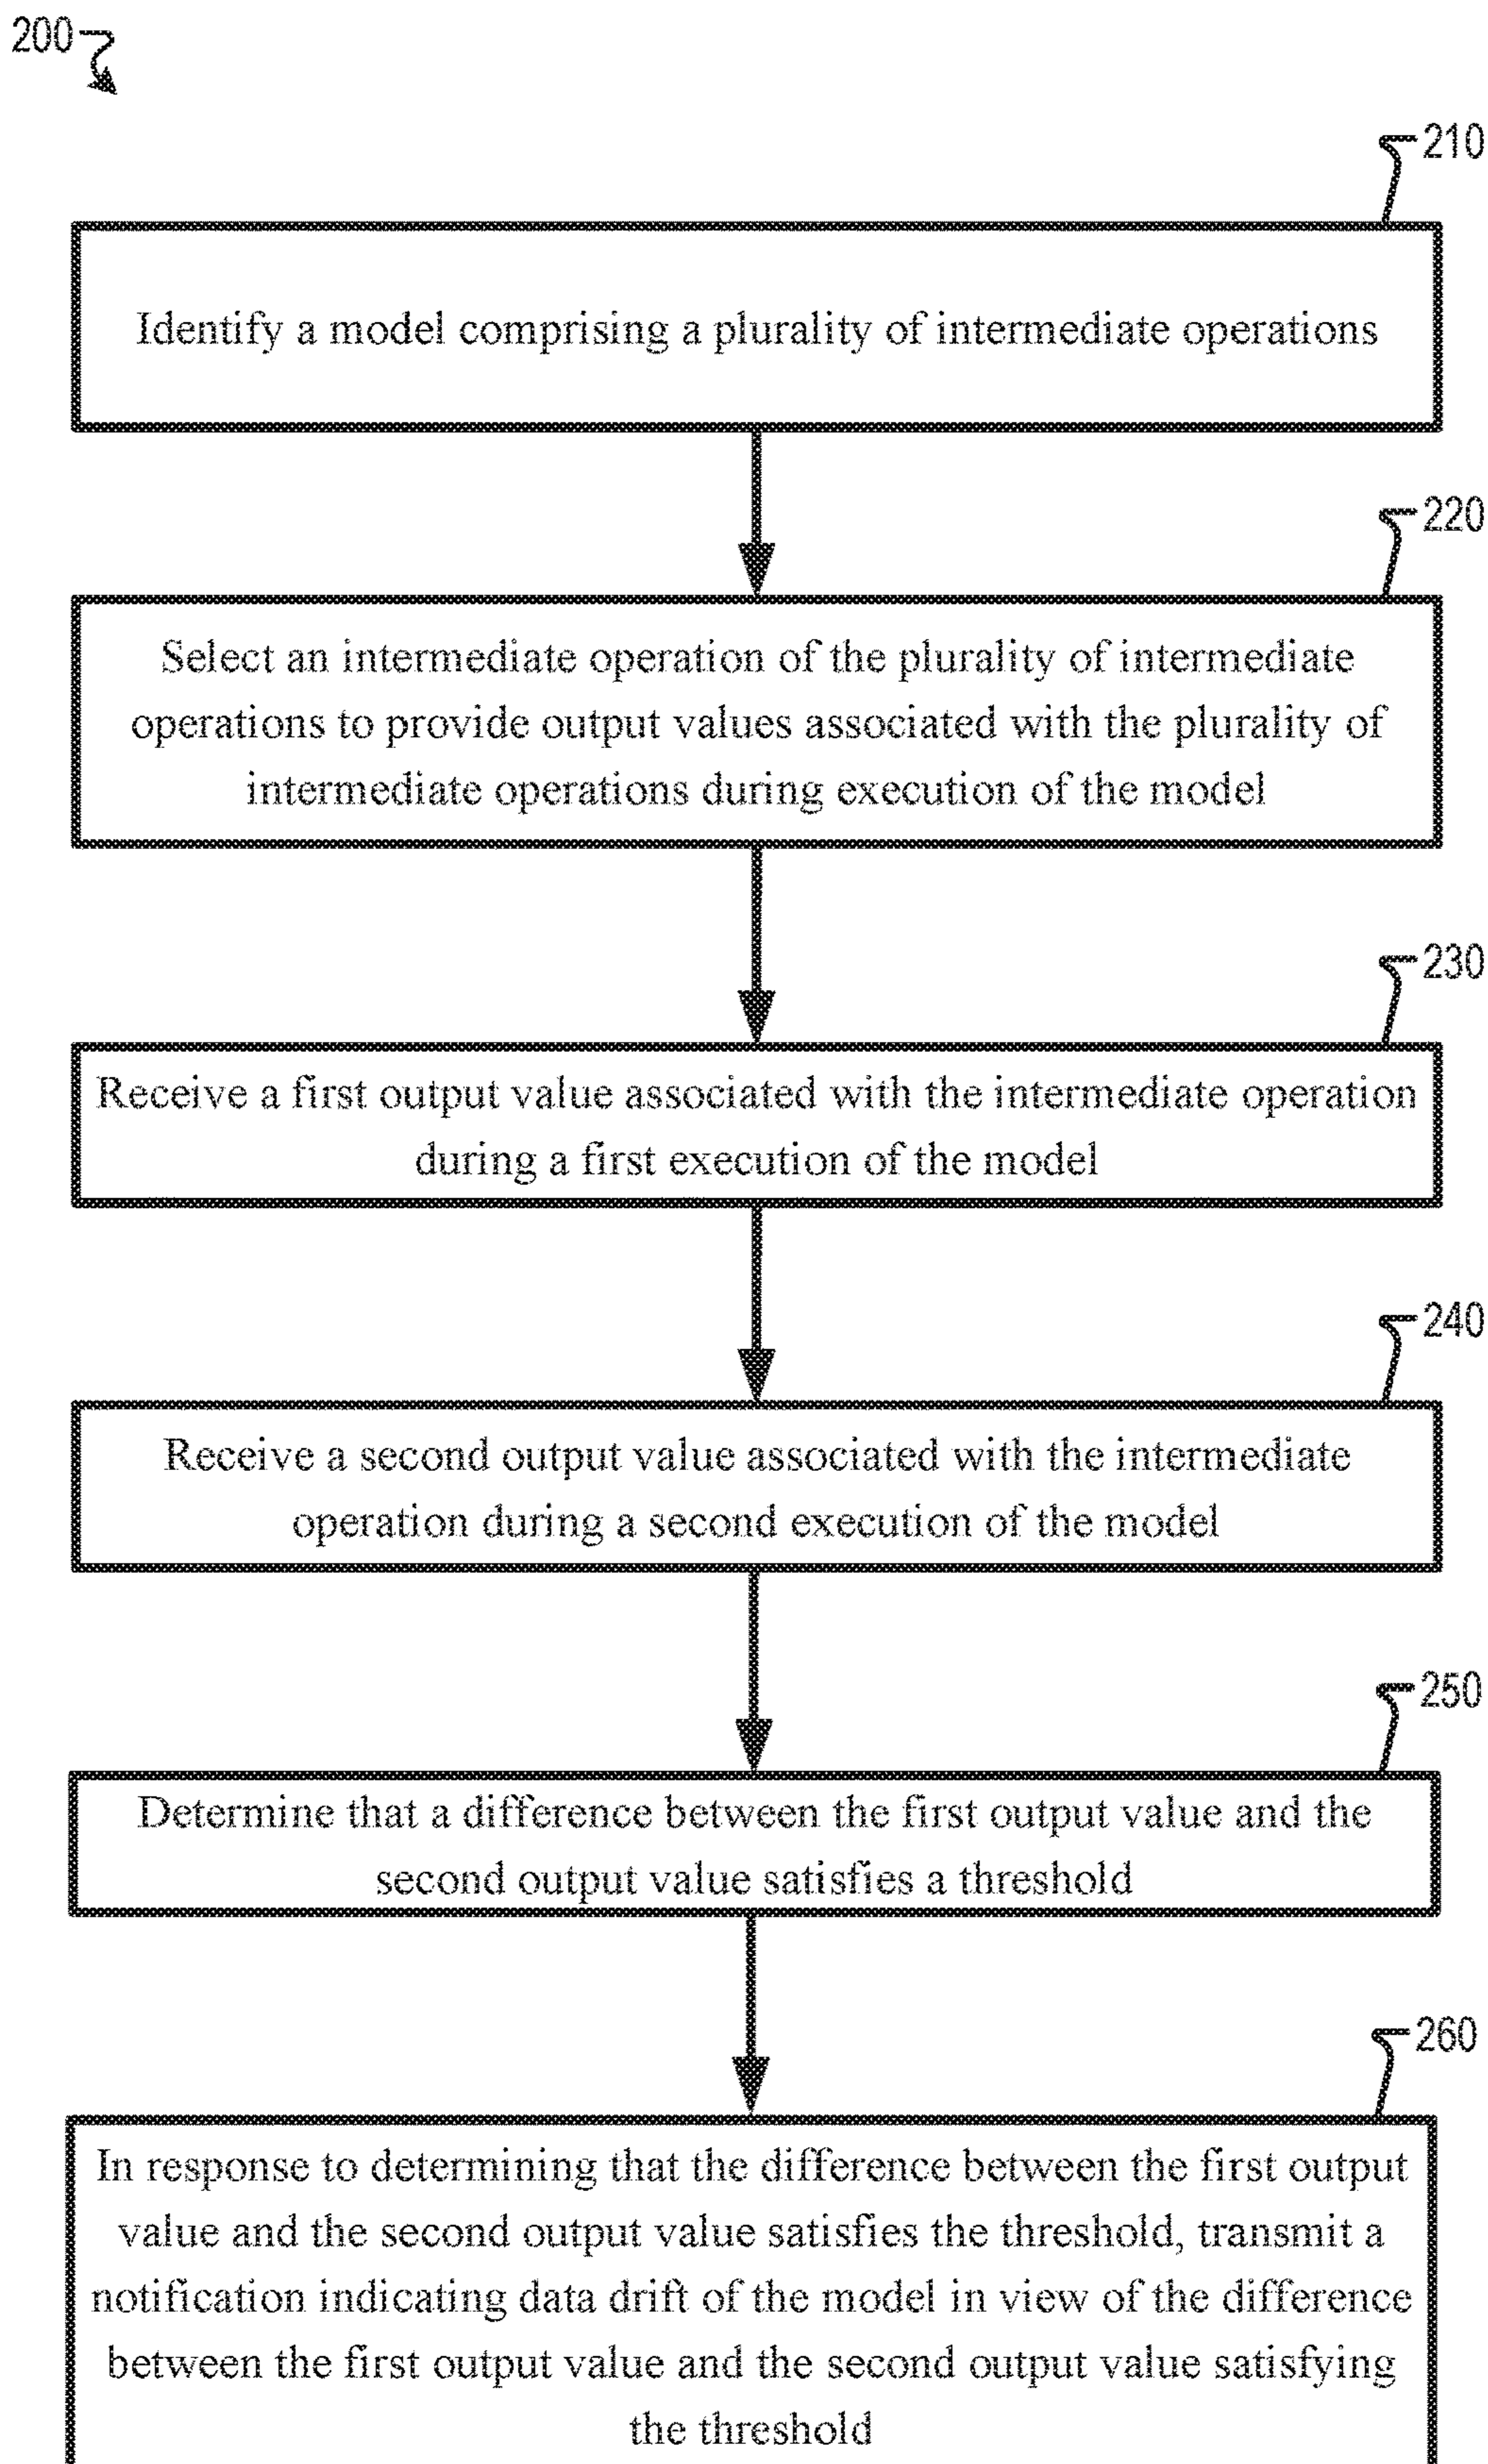 200
210
Identify a model comprising a plurality of intermediate operations
220
Select an intermediate operation of the plurality of intermediate
operations to provide output values associated with the plurality of
intermediate operations during execution of the model
230
Receive a first output value associated with the intermediate operation
during a first execution of the model
240
Receive a second output value associated with the intermediate
operation during a second execution of the model
250
Determine that a difference between the first output value and the
second output value satisfies a threshold
260
In response to determining that the difference between the first output
value and the second output value satisfies the threshold, transmit a
notification indicating data drift of the model in view of the difference
between the first output value and the second output value satisfying
the threshold